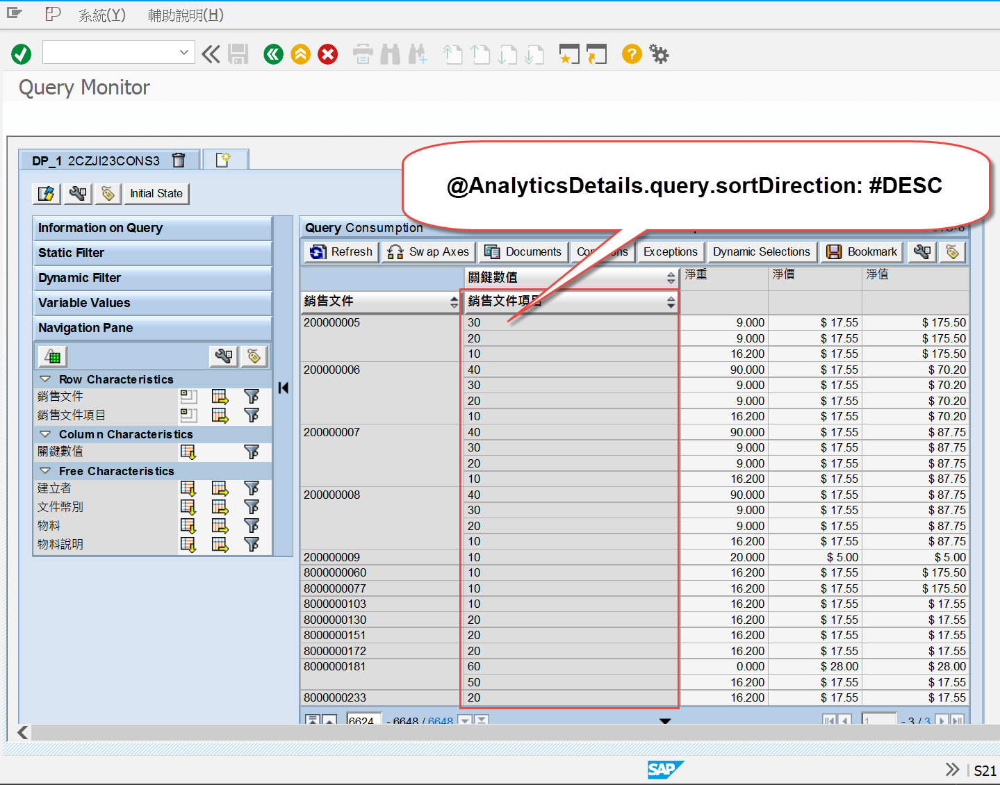 系統(Y) 輔助說明(H)
Query Monitor
DP_1 2CZJI23CONS3
@AnalyticsDetails.query.sortDirection: #DESC
Initial State
Information on Query
Static Filter
Dynamic Filter
Variable Values
Navigation Pane
Row Characteristics
銷售文件
銷售文件項目
Column Characteristics
關鍵數值
Free Characteristics
建立者
文件幣別
物料
物料說明
Query Consumption
Refresh Swap Axes Documents Exceptions Dynamic Selections Bookmark
關鍵數值 淨重 淨價 淨值
銷售文件 銷售文件項目
200000005 30 9.000 $ 17.55 $ 175.50
20 9.000 $ 17.55 $ 175.50
10 16.200 $ 17.55 $ 175.50
200000006 40 90.000 $ 17.55 $ 70.20
30 9.000 $ 17.55 $ 70.20
20 9.000 $ 17.55 $ 70.20
10 16.200 $ 17.55 $ 70.20
200000007 40 90.000 $ 17.55 $ 87.75
30 9.000 $ 17.55 $ 87.75
20 9.000 $ 17.55 $ 87.75
10 16.200 $ 17.55 $ 87.75
200000008 40 90.000 $ 17.55 $ 87.75
30 9.000 $ 17.55 $ 87.75
20 9.000 $ 17.55 $ 87.75
10 16.200 $ 17.55 $ 87.75
200000009 10 20.000 $ 5.00 $ 5.00
8000000060 10 16.200 $ 17.55 $ 175.50
8000000077 10 16.200 $ 17.55 $ 175.50
8000000103 10 16.200 $ 17.55 $ 17.55
8000000130 20 16.200 $ 17.55 $ 17.55
8000000151 20 16.200 $ 17.55 $ 17.55
8000000172 20 16.200 $ 17.55 $ 17.55
8000000181 60 0.000 $ 28.00 $ 28.00
50 16.200 $ 17.55 $ 17.55
8000000233 20 16.200 $ 17.55 $ 17.55
6624 - 6648 / 6648 1 - 3 / 3
SAP S21